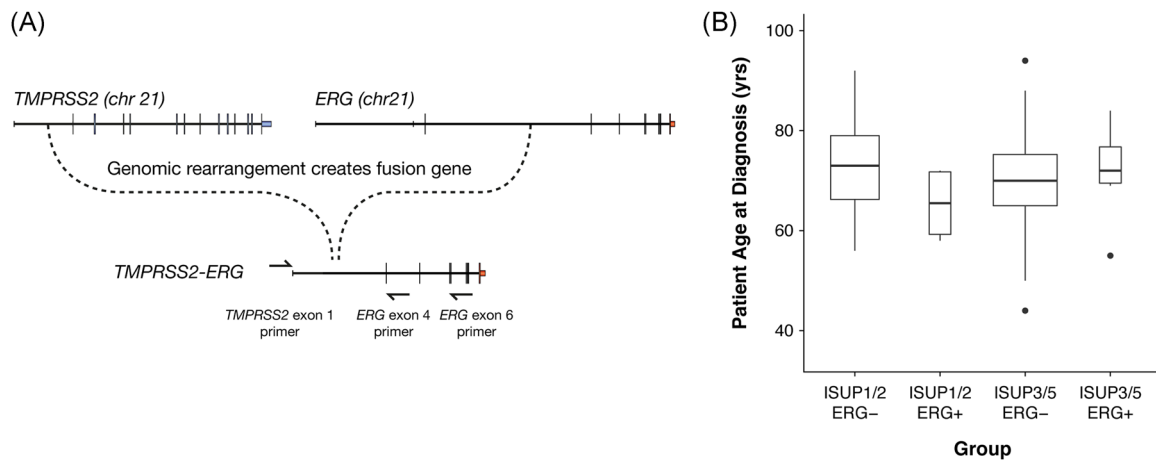 (A)
TMPRSS2 (chr 21)
ERG (chr21)
Genomic rearrangement creates fusion gene
TMPRSS2-ERG
TMPRSS2 exon 1
primer
ERG exon 4
primer
ERG exon 6
primer
(B)
Patient Age at Diagnosis (yrs)
100
80
60
40
ISUP1/2
ERG−
ISUP1/2
ERG+
ISUP3/5
ERG−
ISUP3/5
ERG+
Group